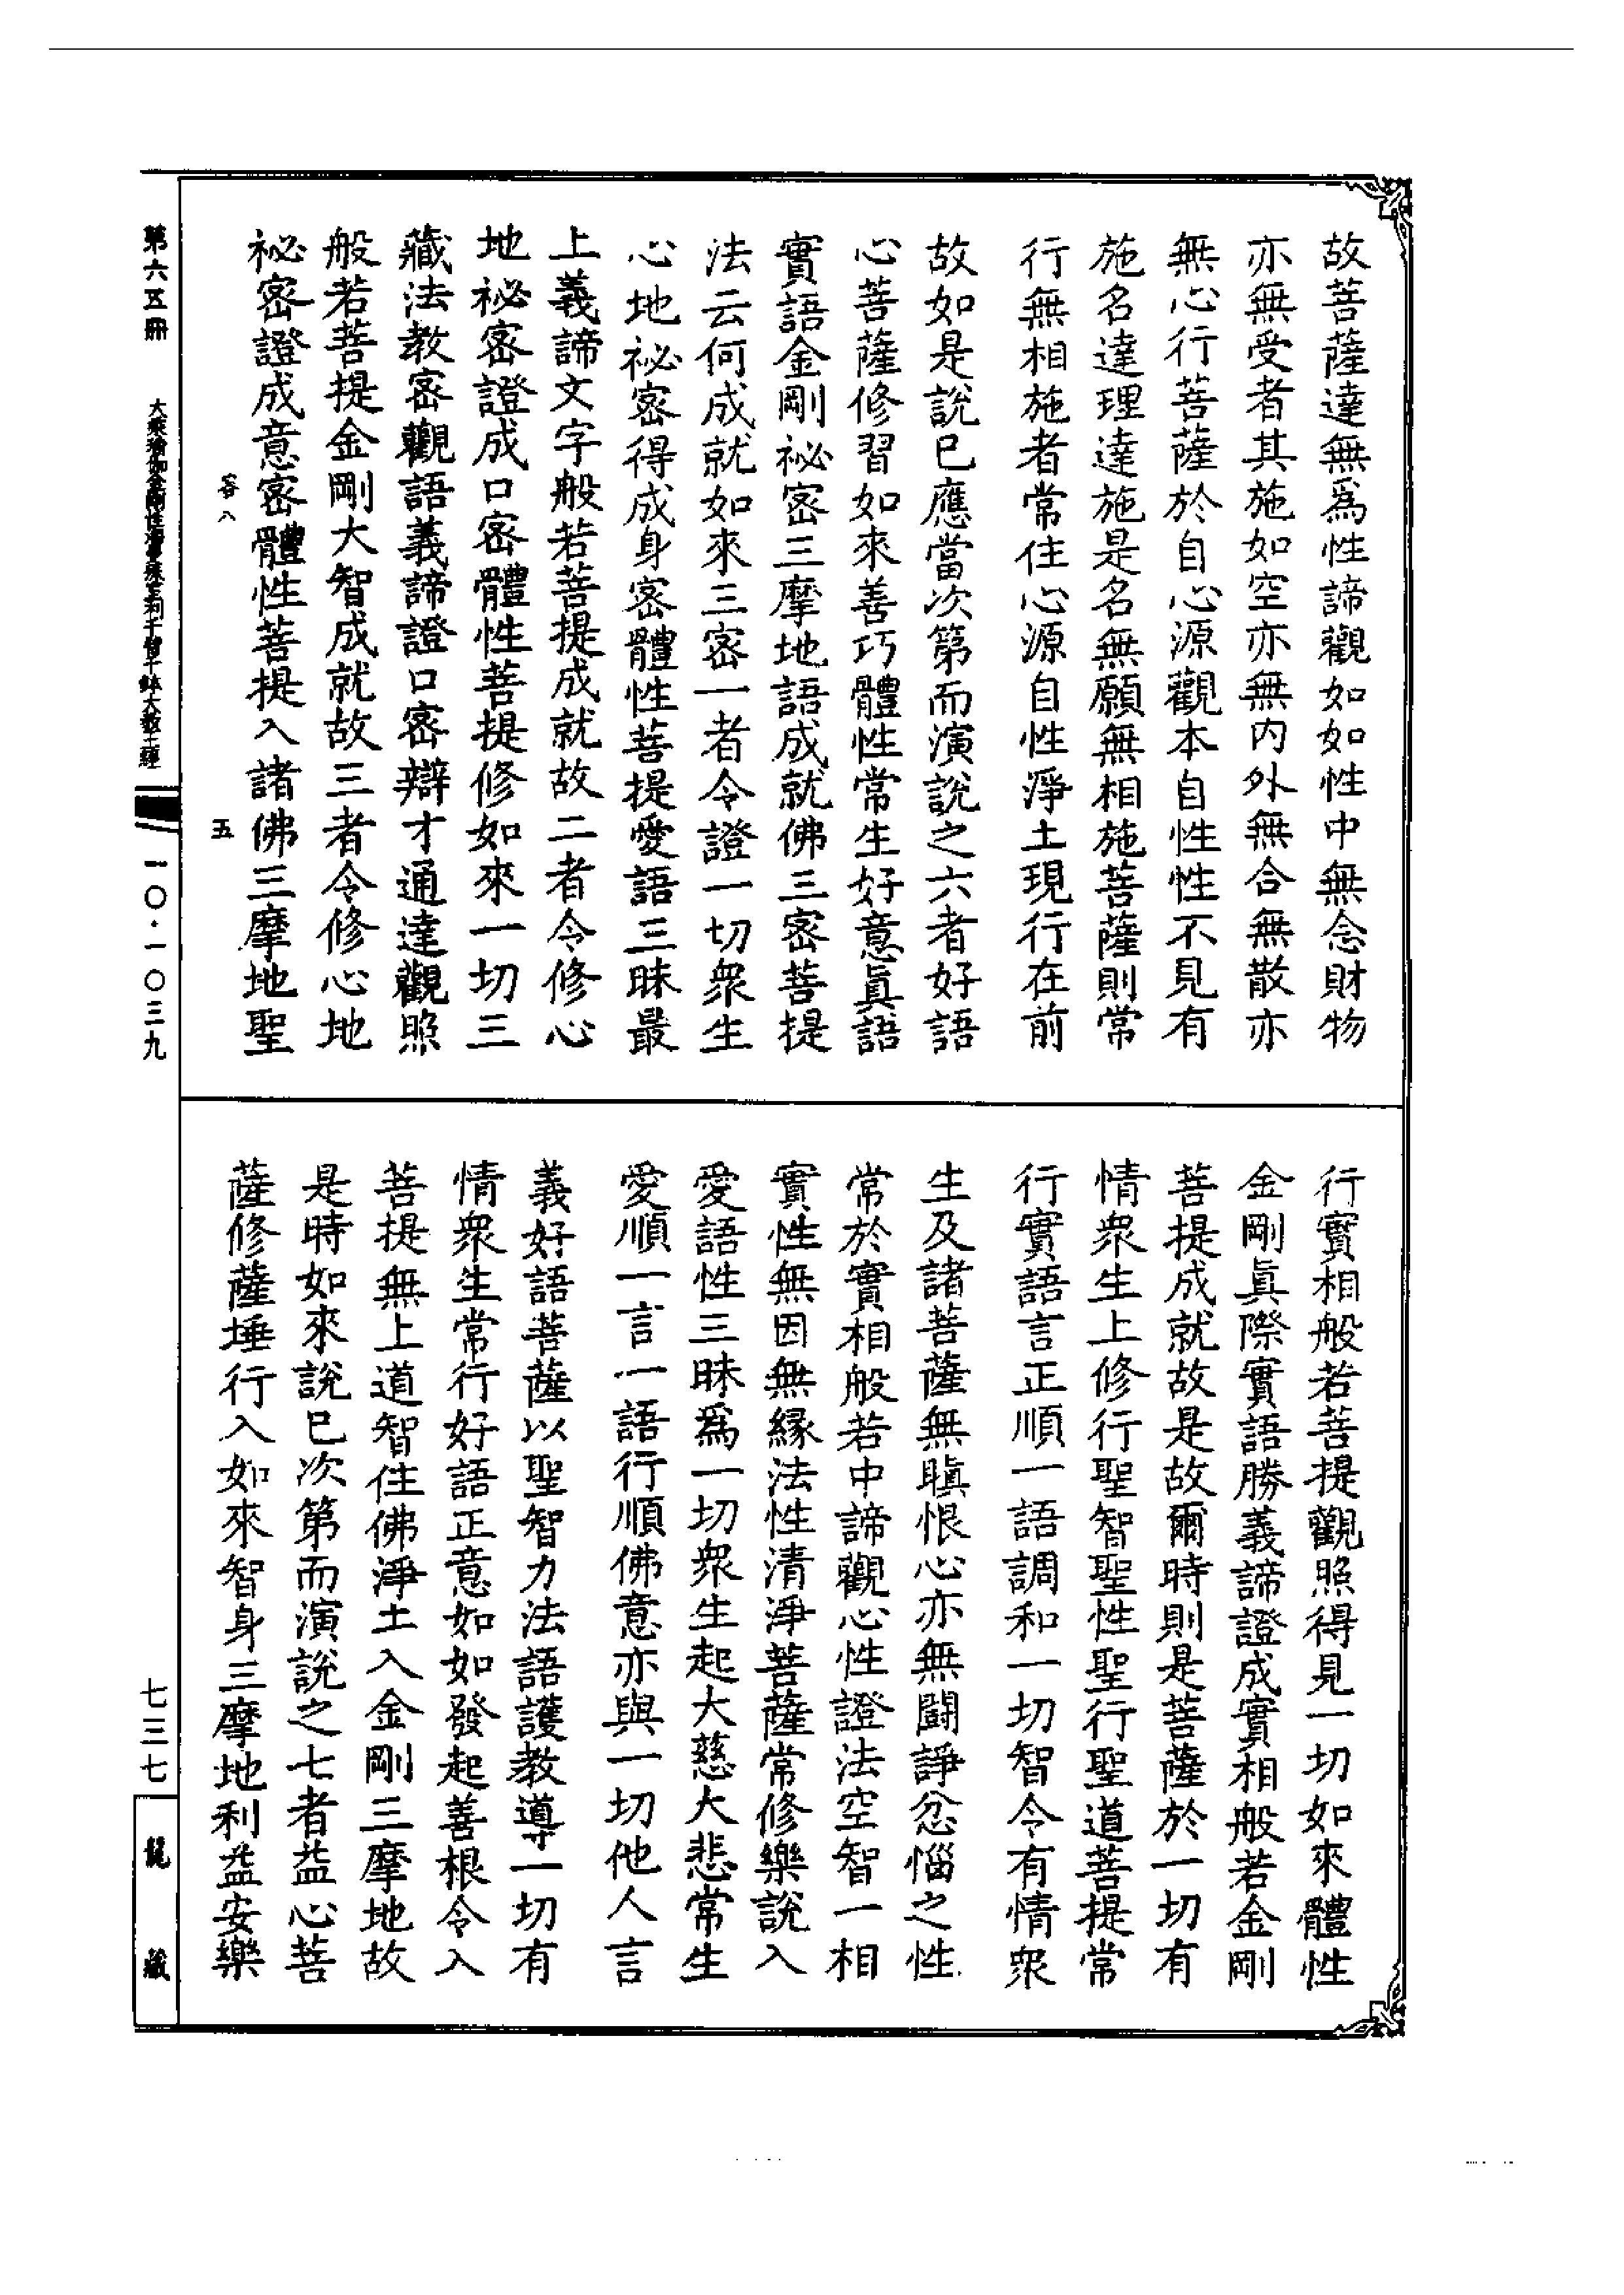 故菩薩達無爲性諦觀如如性中無念財物
亦無受者其施如空亦無内外無合無散亦
無心行菩薩於自心源觀本自性性不見有
施名達理達施是名無願無相施菩薩則常
行無相施者常住心源自性淨土現行在前
故如是說已應當次第而演說之六者好語
心菩薩修習如來善巧體性常生好意眞語
實語金剛祕密三摩地語成就佛三密菩提
法云何成就如來三密一者令證一切衆生
心地祕密得成身密體性菩提愛語三昧最
上義諦文字般若菩提成就故二者令修心
地祕密證成口密體性菩提修如來一切三
藏法教密觀語義諦證口密辯才通達觀照
般若菩提金剛大智成就故三者令修心地
祕密證成意密體性菩提入諸佛三摩地聖
容八
五
行實相般若菩提觀照得見一切如來體性
金剛眞際實語勝義諦證成實相般若金剛
菩提成就故是故爾時則是菩薩於一切有
情衆生上修行聖智聖性聖行聖道菩提常
行實語言正順一語調和一切智令有情衆
生及諸菩薩無瞋恨心亦無鬪諍忿惱之性
常於實相般若中諦觀心性證法空智一相
實性無因無緣法性清淨菩薩常修樂說入
愛語性三昧爲一切衆生起大慈大悲常生
愛順一言一語行順佛意亦與一切他人言
義好語菩薩以聖智力法語護教導一切有
情衆生常行好語正意如如發起善根令入
菩提無上道智住佛淨土入金剛三摩地故
是時如來說已次第而演說之七者益心菩
薩修薩埵行入如來智身三摩地利益安樂
第六五冊
大乘瑜伽金剛性海曼殊室利千臂千鉢大教王經
一〇·一〇三九
七三七
龍藏